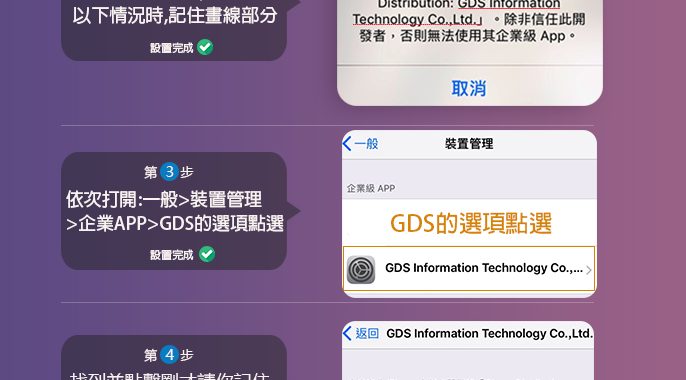 以下情況時,記住畫線部分
設置完成
Distribution: GDS Information
Technology Co.,Ltd.」。除非信任此開
發者，否則無法使用其企業級 App。
取消
第3步
依次打開:一般>裝置管理
>企業APP>GDS的選項點選
設置完成
一般 裝置管理
企業級 APP
GDS的選項點選
GDS Information Technology Co.,...
第4步
返回 GDS Information Technology Co.,Ltd.